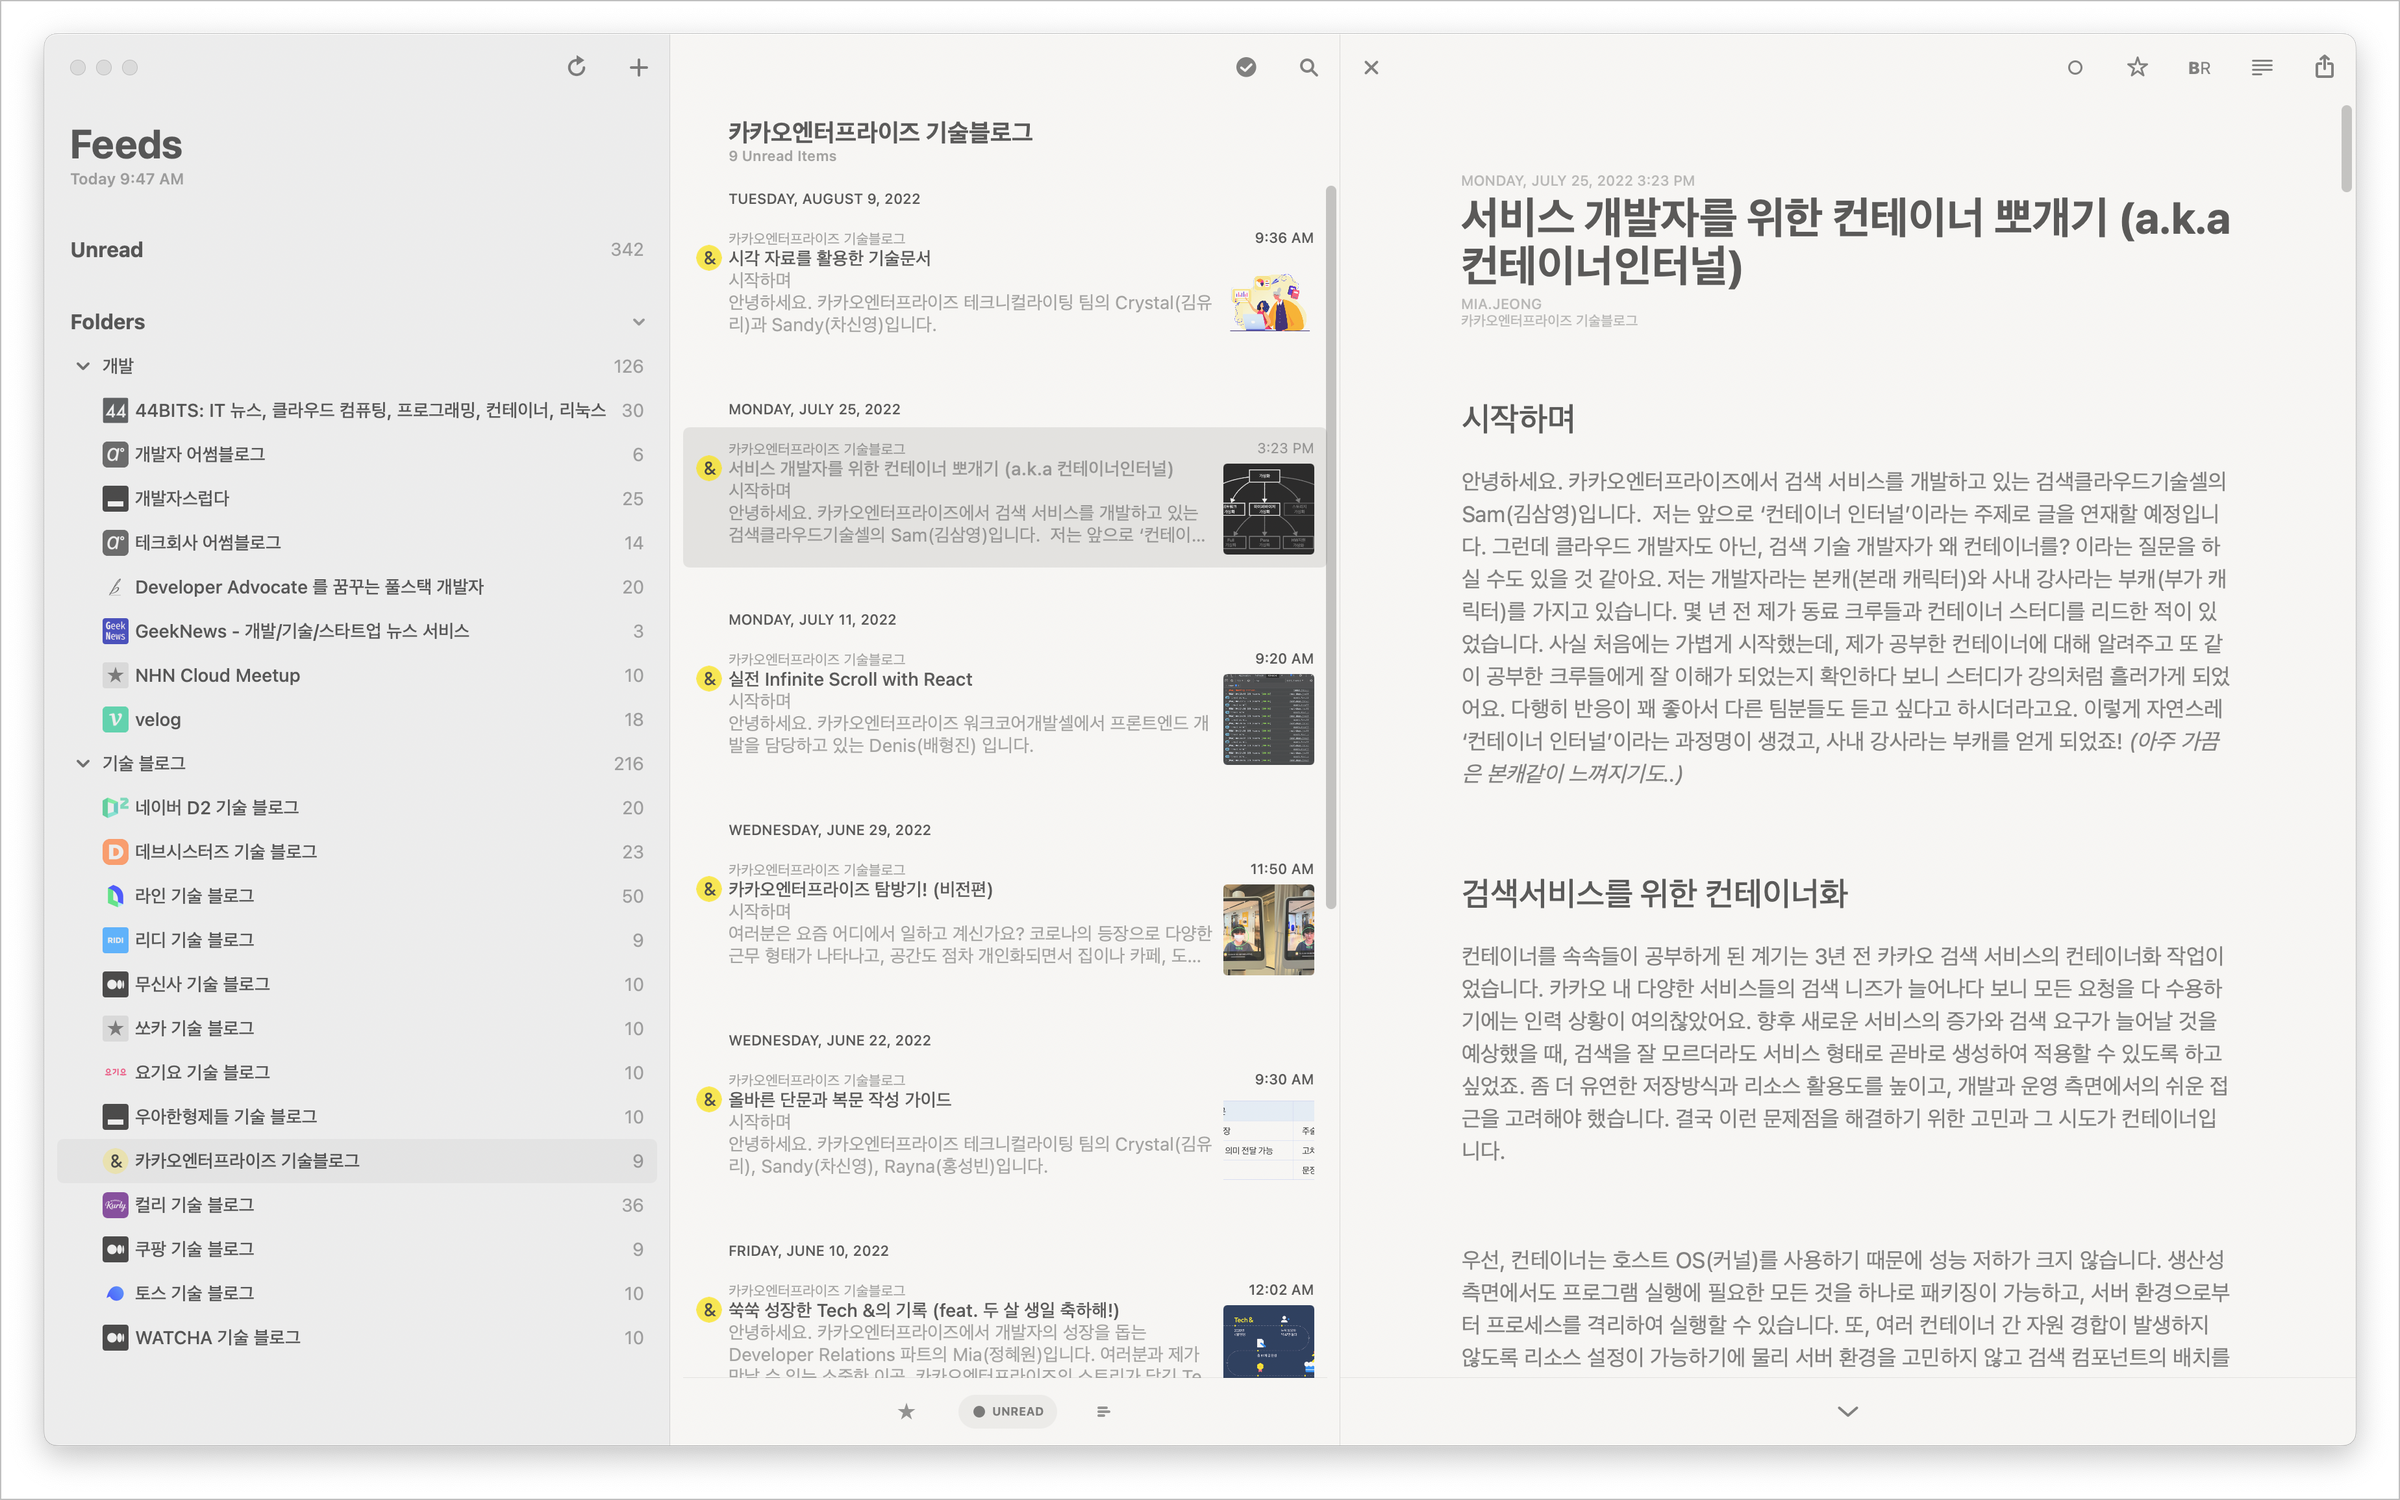 Feeds
Today 9:47 AM
Unread 342
Folders
개발 126
44 44BITS: IT 뉴스, 클라우드 컴퓨팅, 프로그래밍, 컨테이너, 리눅스 30
개발자 어썸블로그 6
개발자스럽다 25
테크회사 어썸블로그 14
Developer Advocate 를 꿈꾸는 풀스택 개발자 20
Geek News GeekNews - 개발/기술/스타트업 뉴스 서비스 3
NHN Cloud Meetup 10
velog 18
기술 블로그 216
네이버 D2 기술 블로그 20
데브시스터즈 기술 블로그 23
라인 기술 블로그 50
RIDI 리디 기술 블로그 9
무신사 기술 블로그 10
쏘카 기술 블로그 10
요기요 요기요 기술 블로그 10
우아한형제들 기술 블로그 10
& 카카오엔터프라이즈 기술블로그 9
Kurly 컬리 기술 블로그 36
쿠팡 기술 블로그 9
토스 기술 블로그 10
WATCHA 기술 블로그 10
카카오엔터프라이즈 기술블로그
9 Unread Items
TUESDAY, AUGUST 9, 2022
카카오엔터프라이즈 기술블로그 9:36 AM
& 시각 자료를 활용한 기술문서
시작하며
안녕하세요. 카카오엔터프라이즈 테크니컬라이팅 팀의 Crystal(김유
리)과 Sandy(차신영)입니다.
MONDAY, JULY 25, 2022
카카오엔터프라이즈 기술블로그 3:23 PM
& 서비스 개발자를 위한 컨테이너 뽀개기 (a.k.a 컨테이너인터널)
시작하며
안녕하세요. 카카오엔터프라이즈에서 검색 서비스를 개발하고 있는
검색클라우드기술셀의 Sam(김삼영)입니다.  저는 앞으로 ‘컨테이...
MONDAY, JULY 11, 2022
카카오엔터프라이즈 기술블로그 9:20 AM
& 실전 Infinite Scroll with React
시작하며
안녕하세요. 카카오엔터프라이즈 워크코어개발셀에서 프론트엔드 개
발을 담당하고 있는 Denis(배형진) 입니다.
WEDNESDAY, JUNE 29, 2022
카카오엔터프라이즈 기술블로그 11:50 AM
& 카카오엔터프라이즈 탐방기! (비전편)
시작하며
여러분은 요즘 어디에서 일하고 계신가요? 코로나의 등장으로 다양한
근무 형태가 나타나고, 공간도 점차 개인화되면서 집이나 카페, 도...
WEDNESDAY, JUNE 22, 2022
카카오엔터프라이즈 기술블로그 9:30 AM
& 올바른 단문과 복문 작성 가이드
시작하며
안녕하세요. 카카오엔터프라이즈 테크니컬라이팅 팀의 Crystal(김유
리), Sandy(차신영), Rayna(홍성빈)입니다.
의미 전달 가능
FRIDAY, JUNE 10, 2022
카카오엔터프라이즈 기술블로그 12:02 AM
& 쑥쑥 성장한 Tech &의 기록 (feat. 두 살 생일 축하해!)
안녕하세요. 카카오엔터프라이즈에서 개발자의 성장을 돕는
Developer Relations 파트의 Mia(정혜원)입니다. 여러분과 제가
만날 수 있는 소중한 이곳, 카카오엔터프라이즈의 스토리가 담긴 Te
Tech &
UNREAD
BR
MONDAY, JULY 25, 2022 3:23 PM
서비스 개발자를 위한 컨테이너 뽀개기 (a.k.a
컨테이너인터널)
MIA.JEONG
카카오엔터프라이즈 기술블로그
시작하며
안녕하세요. 카카오엔터프라이즈에서 검색 서비스를 개발하고 있는 검색클라우드기술셀의
Sam(김삼영)입니다.  저는 앞으로 ‘컨테이너 인터널’이라는 주제로 글을 연재할 예정입니
다. 그런데 클라우드 개발자도 아닌, 검색 기술 개발자가 왜 컨테이너를? 이라는 질문을 하
실 수도 있을 것 같아요. 저는 개발자라는 본캐(본래 캐릭터)와 사내 강사라는 부캐(부가 캐
릭터)를 가지고 있습니다. 몇 년 전 제가 동료 크루들과 컨테이너 스터디를 리드한 적이 있
었습니다. 사실 처음에는 가볍게 시작했는데, 제가 공부한 컨테이너에 대해 알려주고 또 같
이 공부한 크루들에게 잘 이해가 되었는지 확인하다 보니 스터디가 강의처럼 흘러가게 되었
어요. 다행히 반응이 꽤 좋아서 다른 팀분들도 듣고 싶다고 하시더라고요. 이렇게 자연스레
‘컨테이너 인터널’이라는 과정명이 생겼고, 사내 강사라는 부캐를 얻게 되었죠! (아주 가끔
은 본캐같이 느껴지기도..)
검색서비스를 위한 컨테이너화
컨테이너를 속속들이 공부하게 된 계기는 3년 전 카카오 검색 서비스의 컨테이너화 작업이
었습니다. 카카오 내 다양한 서비스들의 검색 니즈가 늘어나다 보니 모든 요청을 다 수용하
기에는 인력 상황이 여의찮았어요. 향후 새로운 서비스의 증가와 검색 요구가 늘어날 것을
예상했을 때, 검색을 잘 모르더라도 서비스 형태로 곧바로 생성하여 적용할 수 있도록 하고
싶었죠. 좀 더 유연한 저장방식과 리소스 활용도를 높이고, 개발과 운영 측면에서의 쉬운 접
근을 고려해야 했습니다. 결국 이런 문제점을 해결하기 위한 고민과 그 시도가 컨테이너입
니다.
우선, 컨테이너는 호스트 OS(커널)를 사용하기 때문에 성능 저하가 크지 않습니다. 생산성
측면에서도 프로그램 실행에 필요한 모든 것을 하나로 패키징이 가능하고, 서버 환경으로부
터 프로세스를 격리하여 실행할 수 있습니다. 또, 여러 컨테이너 간 자원 경합이 발생하지
않도록 리소스 설정이 가능하기에 물리 서버 환경을 고민하지 않고 검색 컴포넌트의 배치를